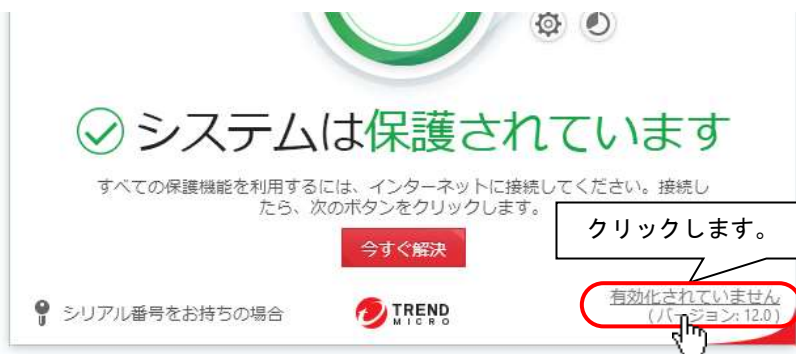 システムは保護されています
すべての保護機能を利用するには、インターネットに接続してください。接続し
たら、次のボタンをクリックします。
クリックします。
今すぐ解決
シリアル番号をお持ちの場合
TREND
MICRO
有効化されていません
(バージョン: 12.0)